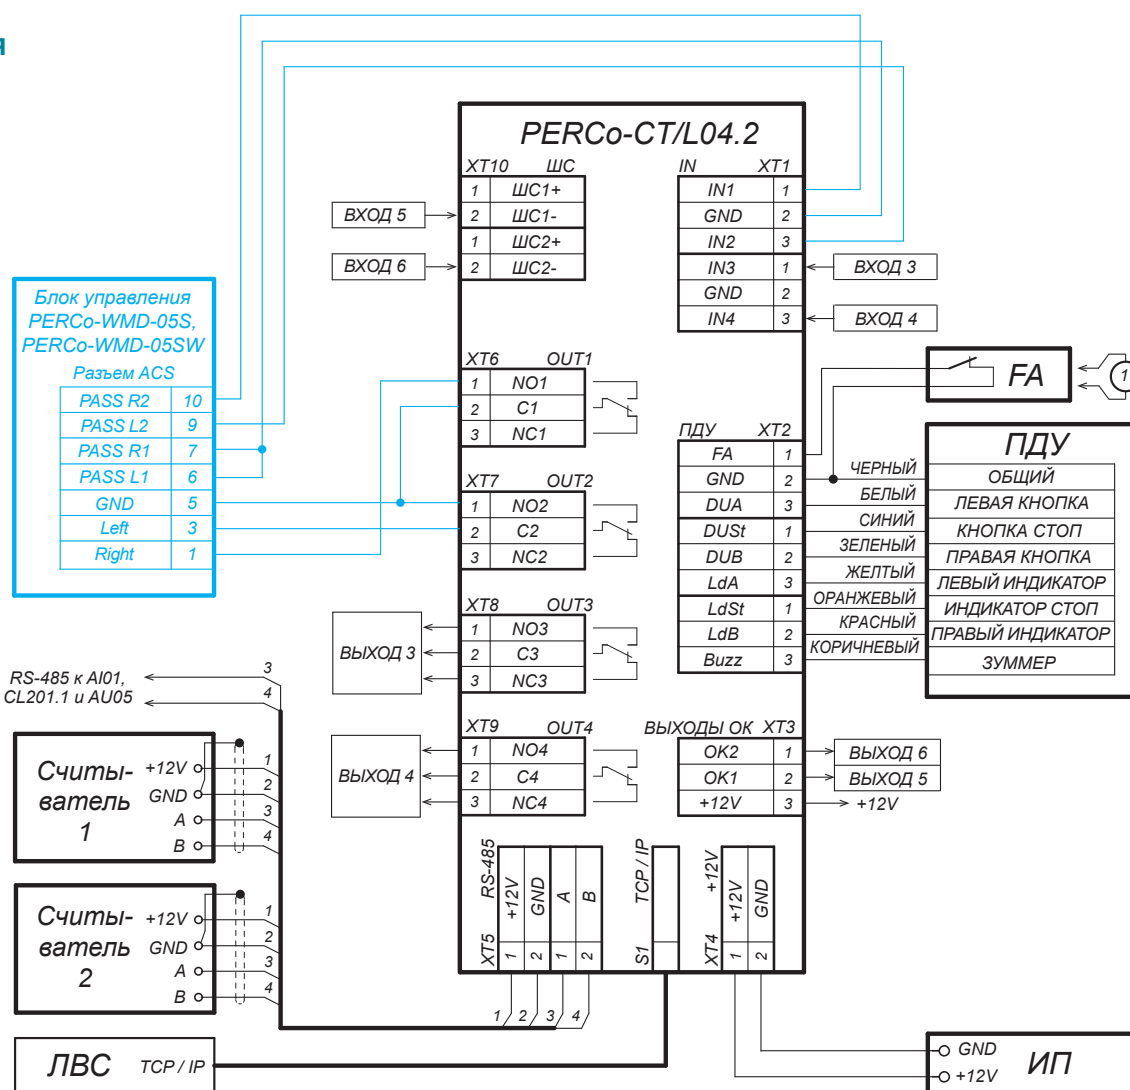 я
PERCo-CT/L04.2
XT10 ШС
1 ШС1+
2 ШС1-
1 ШС2+
2 ШС2-
ВХОД 5
ВХОД 6
IN XT1
IN1 1
GND 2
IN2 3
IN3 1
GND 2
IN4 3
ВХОД 3
ВХОД 4
Блок управления
PERCo-WMD-05S,
PERCo-WMD-05SW
Разъем ACS
PASS R2 10
PASS L2 9
PASS R1 7
PASS L1 6
GND 5
Left 3
Right 1
XT6 OUT1
1 NO1
2 C1
3 NC1
XT7 OUT2
1 NO2
2 C2
3 NC2
XT8 OUT3
1 NO3
2 C3
3 NC3
ВЫХОД 3
XT9 OUT4
1 NO4
2 C4
3 NC4
ВЫХОД 4
FA
1
ПДУ XT2
FA 1
GND 2
DUA 3
DUSt 1
DUB 2
LdA 3
LdSt 1
LdB 2
Buzz 3
ЧЕРНЫЙ
БЕЛЫЙ
СИНИЙ
ЗЕЛЕНЫЙ
ЖЕЛТЫЙ
ОРАНЖЕВЫЙ
КРАСНЫЙ
КОРИЧНЕВЫЙ
ПДУ
ОБЩИЙ
ЛЕВАЯ КНОПКА
КНОПКА СТОП
ПРАВАЯ КНОПКА
ЛЕВЫЙ ИНДИКАТОР
ИНДИКАТОР СТОП
ПРАВЫЙ ИНДИКАТОР
ЗУММЕР
ВЫХОДЫ ОК XT3
OK2 1
OK1 2
+12V 3
ВЫХОД 6
ВЫХОД 5
+12V
RS-485 к AI01,
CL201.1 и AU05
3
4
Считы-
ватель
1
+12V 1
GND 2
A 3
B 4
Считы-
ватель
2
+12V 1
GND 2
A 3
B 4
XT5 RS-485
1 +12V
2 GND
1 A
2 B
1 2 3 4
S1 TCP / IP
XT4 +12V
1 +12V
2 GND
ЛВС TCP / IP
GND
+12V
ИП